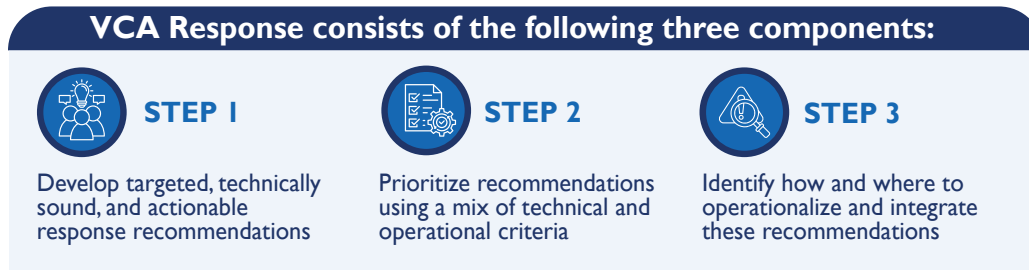 VCA Response consists of the following three components:
STEP 1
Develop targeted, technically
sound, and actionable
response recommendations
STEP 2
Prioritize recommendations
using a mix of technical and
operational criteria
STEP 3
Identify how and where to
operationalize and integrate
these recommendations